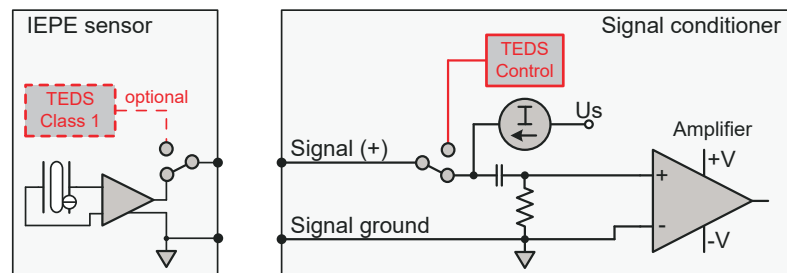 IEPE sensor
TEDS
Class 1
optional
Signal conditioner
TEDS
Control
I
Us
Signal (+)
Amplifier
+V
+
-
-V
Signal ground